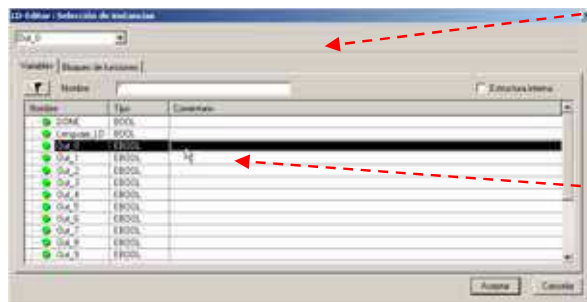 LD-Editor : Selección de instancias
Out_0
Variables Bloques de funciones
Nombre Estructura interna
Nombre Tipo Comentario
DONE BOOL
Lenguaje_LD BOOL
Out_0 EBOOL
Out_1 EBOOL
Out_2 EBOOL
Out_3 EBOOL
Out_4 EBOOL
Out_5 EBOOL
Out_6 EBOOL
Out_7 EBOOL
Out_8 EBOOL
Out_9 EBOOL
Aceptar Cancelar